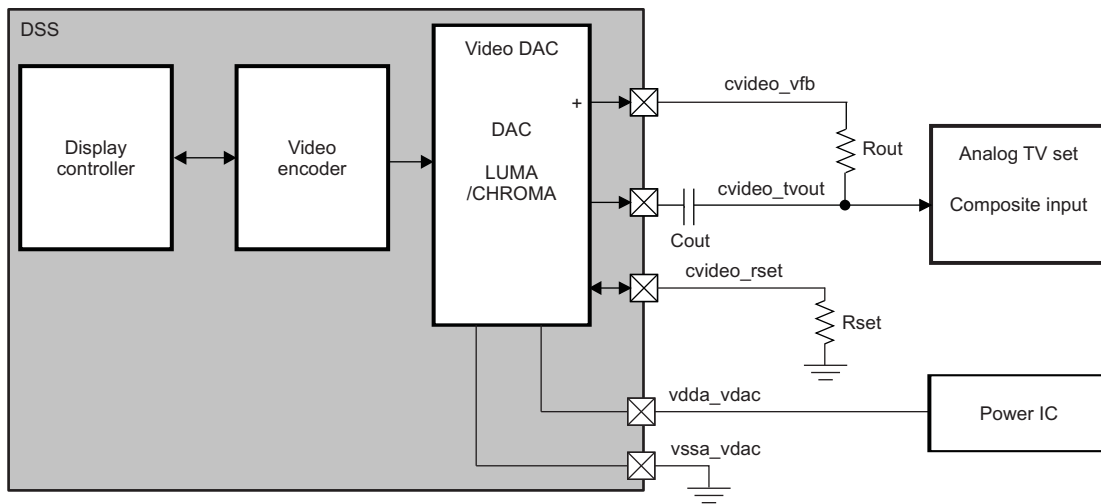 DSS
Display
controller
Video
encoder
Video DAC
+
DAC
LUMA
/CHROMA
cvideo_vfb
Rout
cvideo_tvout
Cout
cvideo_rset
Rset
vdda_vdac
vssa_vdac
Analog TV set
Composite input
Power IC